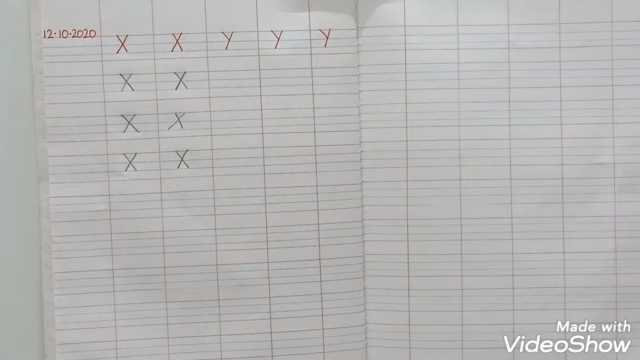 12.10.2020 X X Y Y Y
X X
X X
X X
Made with
VideoShow